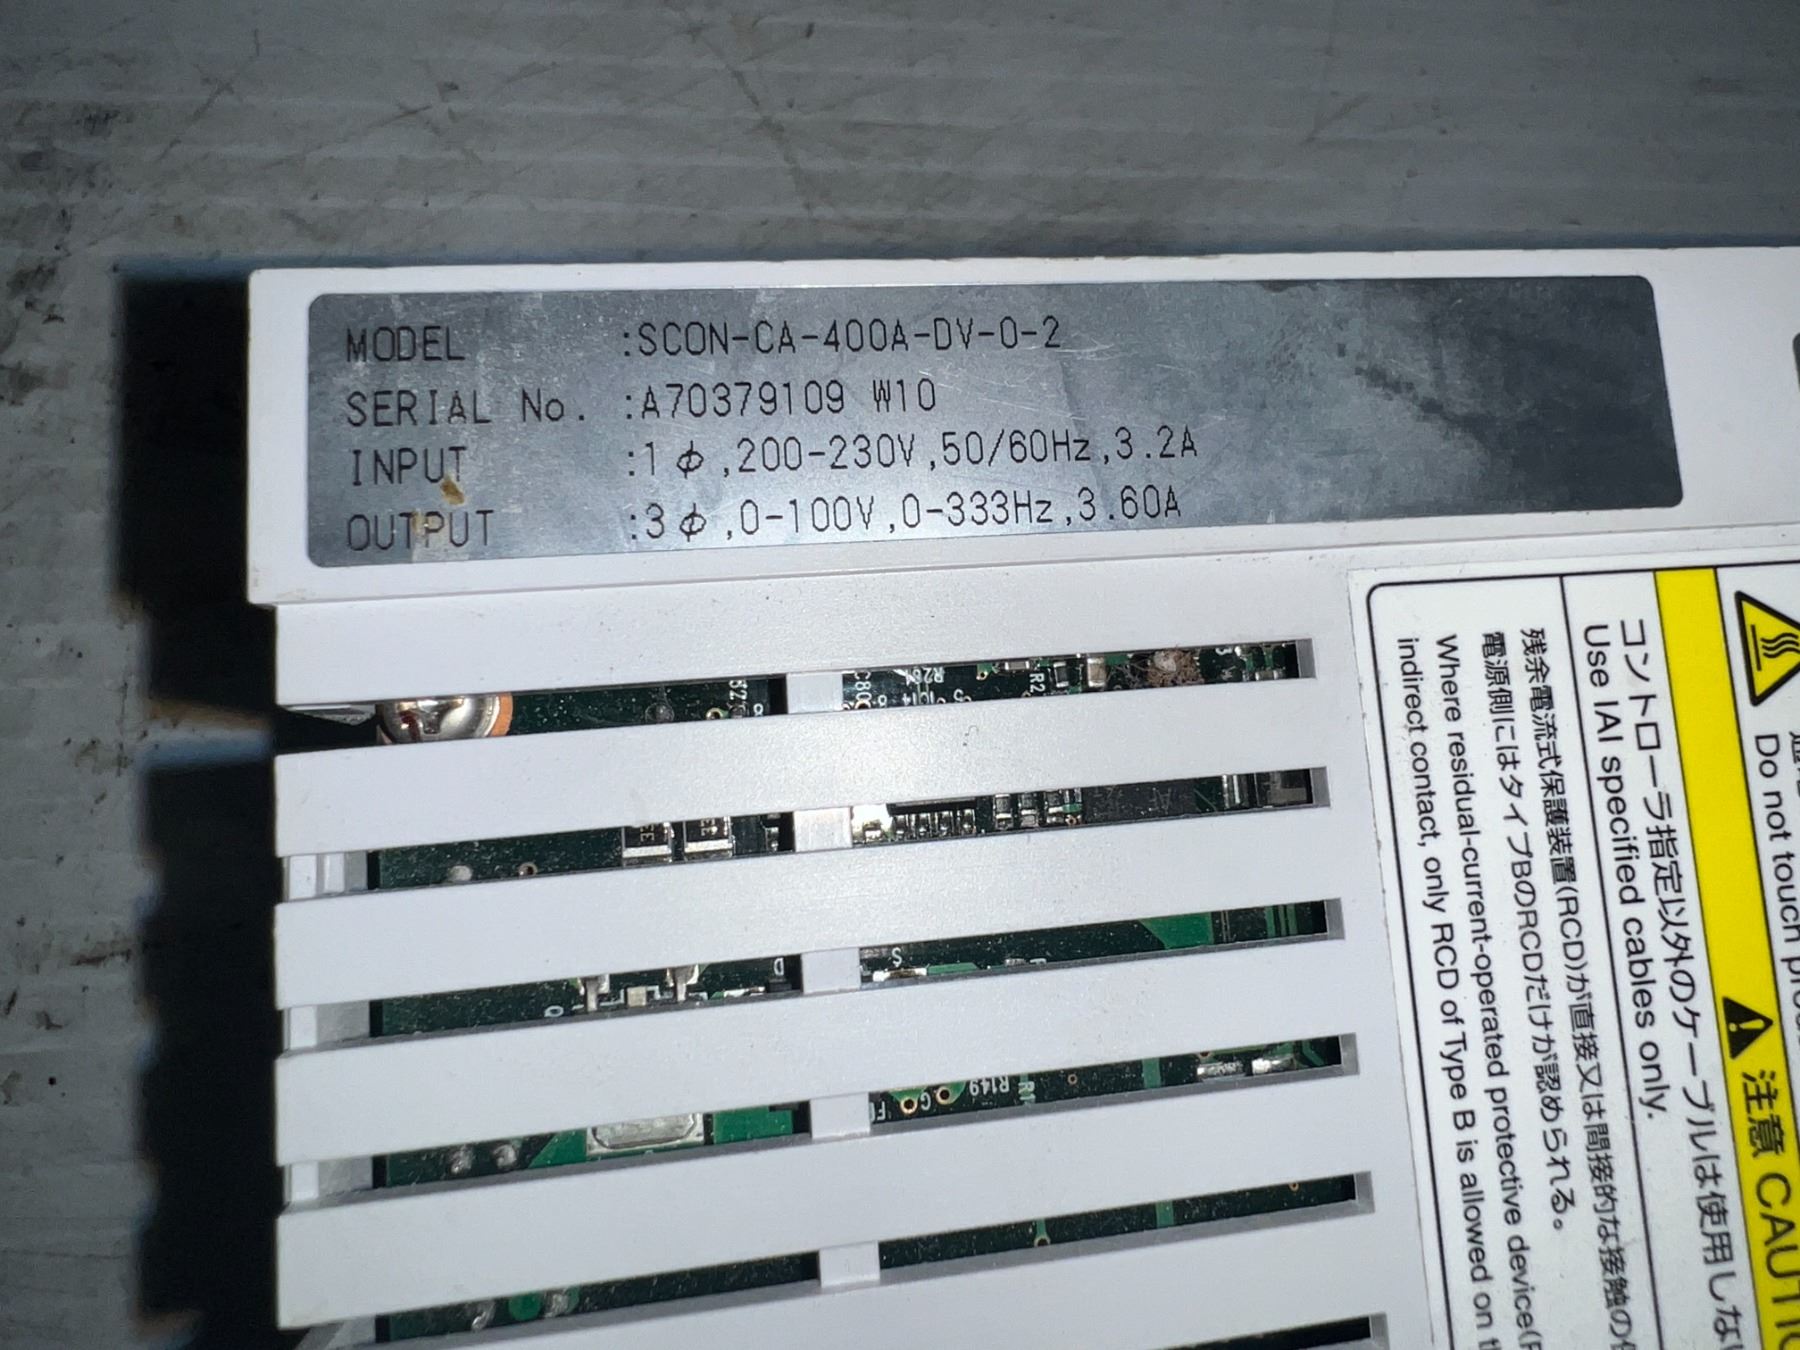 MODEL :SCON-CA-400A-DV-0-2
SERIAL No. :A70379109 W10
INPUT :1ϕ,200-230V,50/60Hz,3.2A
OUTPUT :3ϕ,0-100V,0-333Hz,3.60A
Do not touch
注意 CAUTIO
コントローラ指定以外のケーブルは使用しない
Use IAI specified cables only.
残余電流式保護装置(RCD)が直接又は間接的な接触の
電源側にはタイプBのRCDだけが認められる。
Where residual-current-operated protective device(R
indirect contact, only RCD of Type B is allowed on
R149